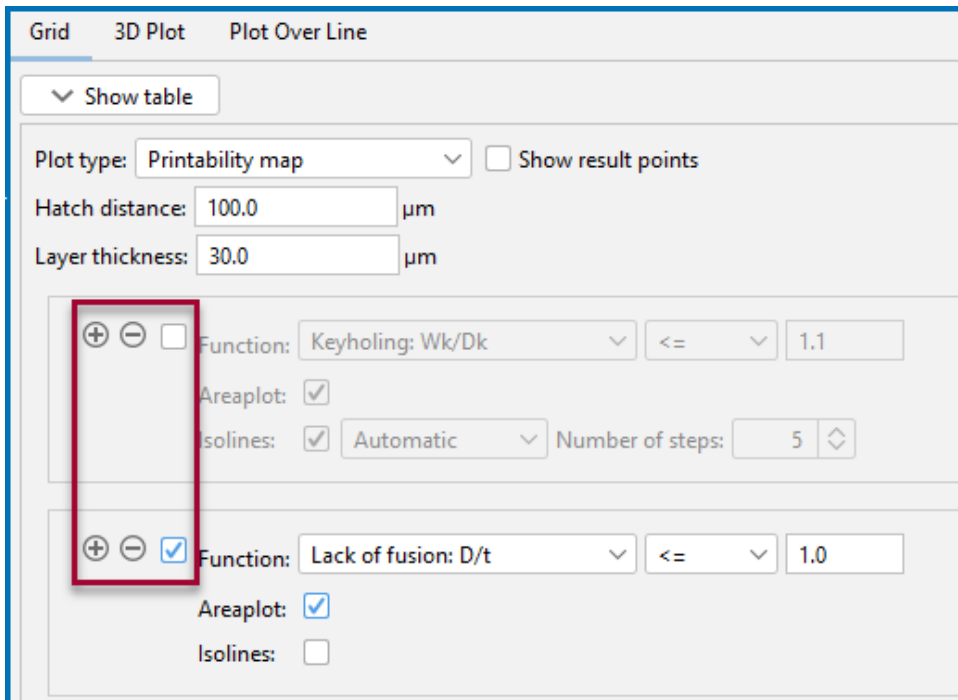 Grid 3D Plot Plot Over Line
Show table
Plot type: Printability map Show result points
Hatch distance: 100.0 µm
Layer thickness: 30.0 µm
Function: Keyholing: Wk/Dk <= 1.1
Areaplot:
Isolines: Automatic Number of steps: 5
Function: Lack of fusion: D/t <= 1.0
Areaplot:
Isolines: